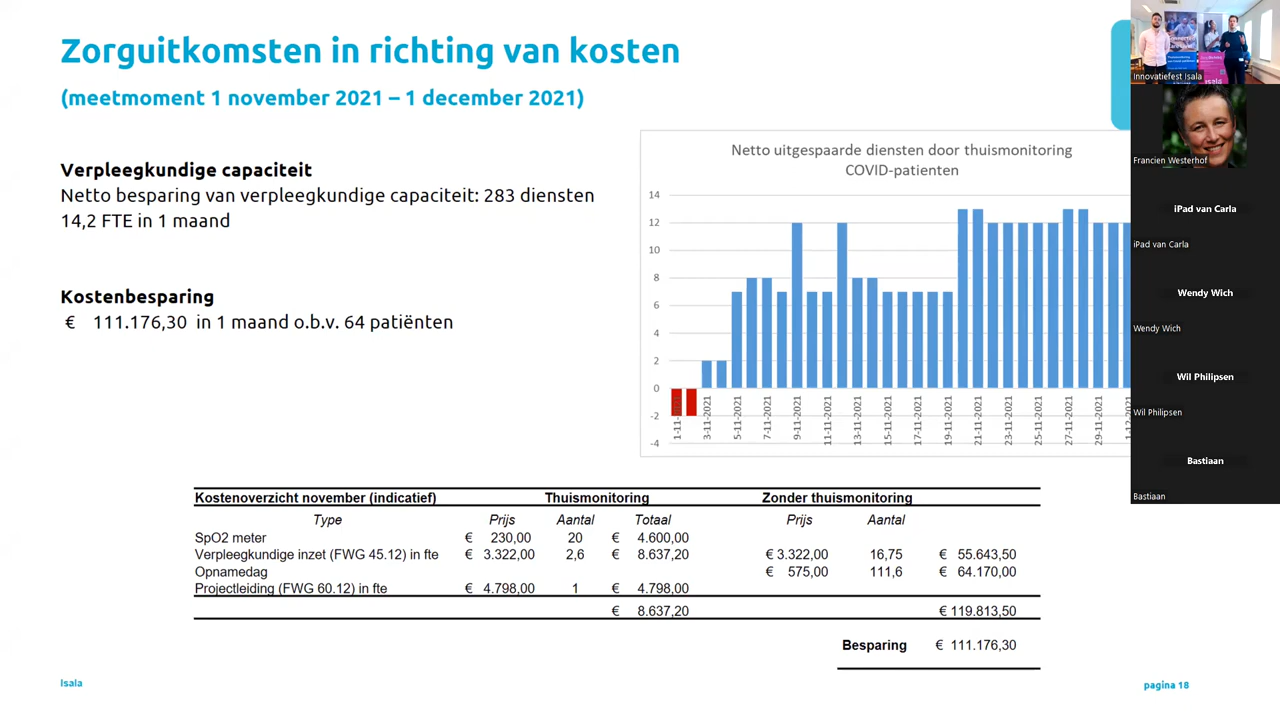 Zorguitkomsten in richting van kosten
(meetmoment 1 november 2021 – 1 december 2021)
Verpleegkundige capaciteit
Netto besparing van verpleegkundige capaciteit: 283 diensten
14,2 FTE in 1 maand
Kostenbesparing
€ 111.176,30 in 1 maand o.b.v. 64 patiënten
Netto uitgespaarde diensten door thuismonitoring
COVID-patienten
14
12
10
8
6
4
2
0
-2
-4
1-11-2021
3-11-2021
5-11-2021
7-11-2021
9-11-2021
11-11-2021
13-11-2021
15-11-2021
17-11-2021
19-11-2021
21-11-2021
23-11-2021
25-11-2021
27-11-2021
29-11-2021
Kostenoverzicht november (indicatief) Thuismonitoring Zonder thuismonitoring
Type Prijs Aantal Totaal Prijs Aantal
SpO2 meter € 230,00 20 € 4.600,00
Verpleegkundige inzet (FWG 45.12) in fte € 3.322,00 2,6 € 8.637,20 € 3.322,00 16,75 € 55.643,50
Opnamedag € 575,00 111,6 € 64.170,00
Projectleiding (FWG 60.12) in fte € 4.798,00 1 € 4.798,00
€ 8.637,20 € 119.813,50
Besparing € 111.176,30
Isala
pagina 18
Innovatiefest Isala
Francien Westerhof
iPad van Carla
iPad van Carla
Wendy Wich
Wendy Wich
Wil Philipsen
Wil Philipsen
Bastiaan
Bastiaan